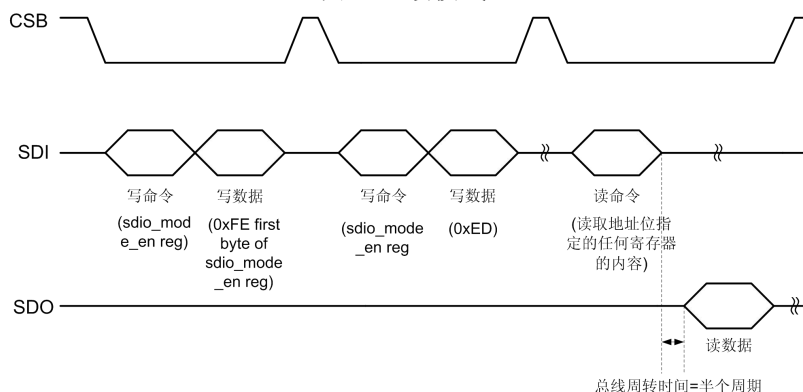 CSB
SDI
写命令
写数据
写命令
写数据
读命令
(sdio_mod
e_en reg)
(0xFE first
byte of
sdio_mode
_en reg)
(sdio_mode
_en reg
(0xED)
(读取地址位指
定的任何寄存器
的内容)
SDO
读数据
总线周转时间=半个周期